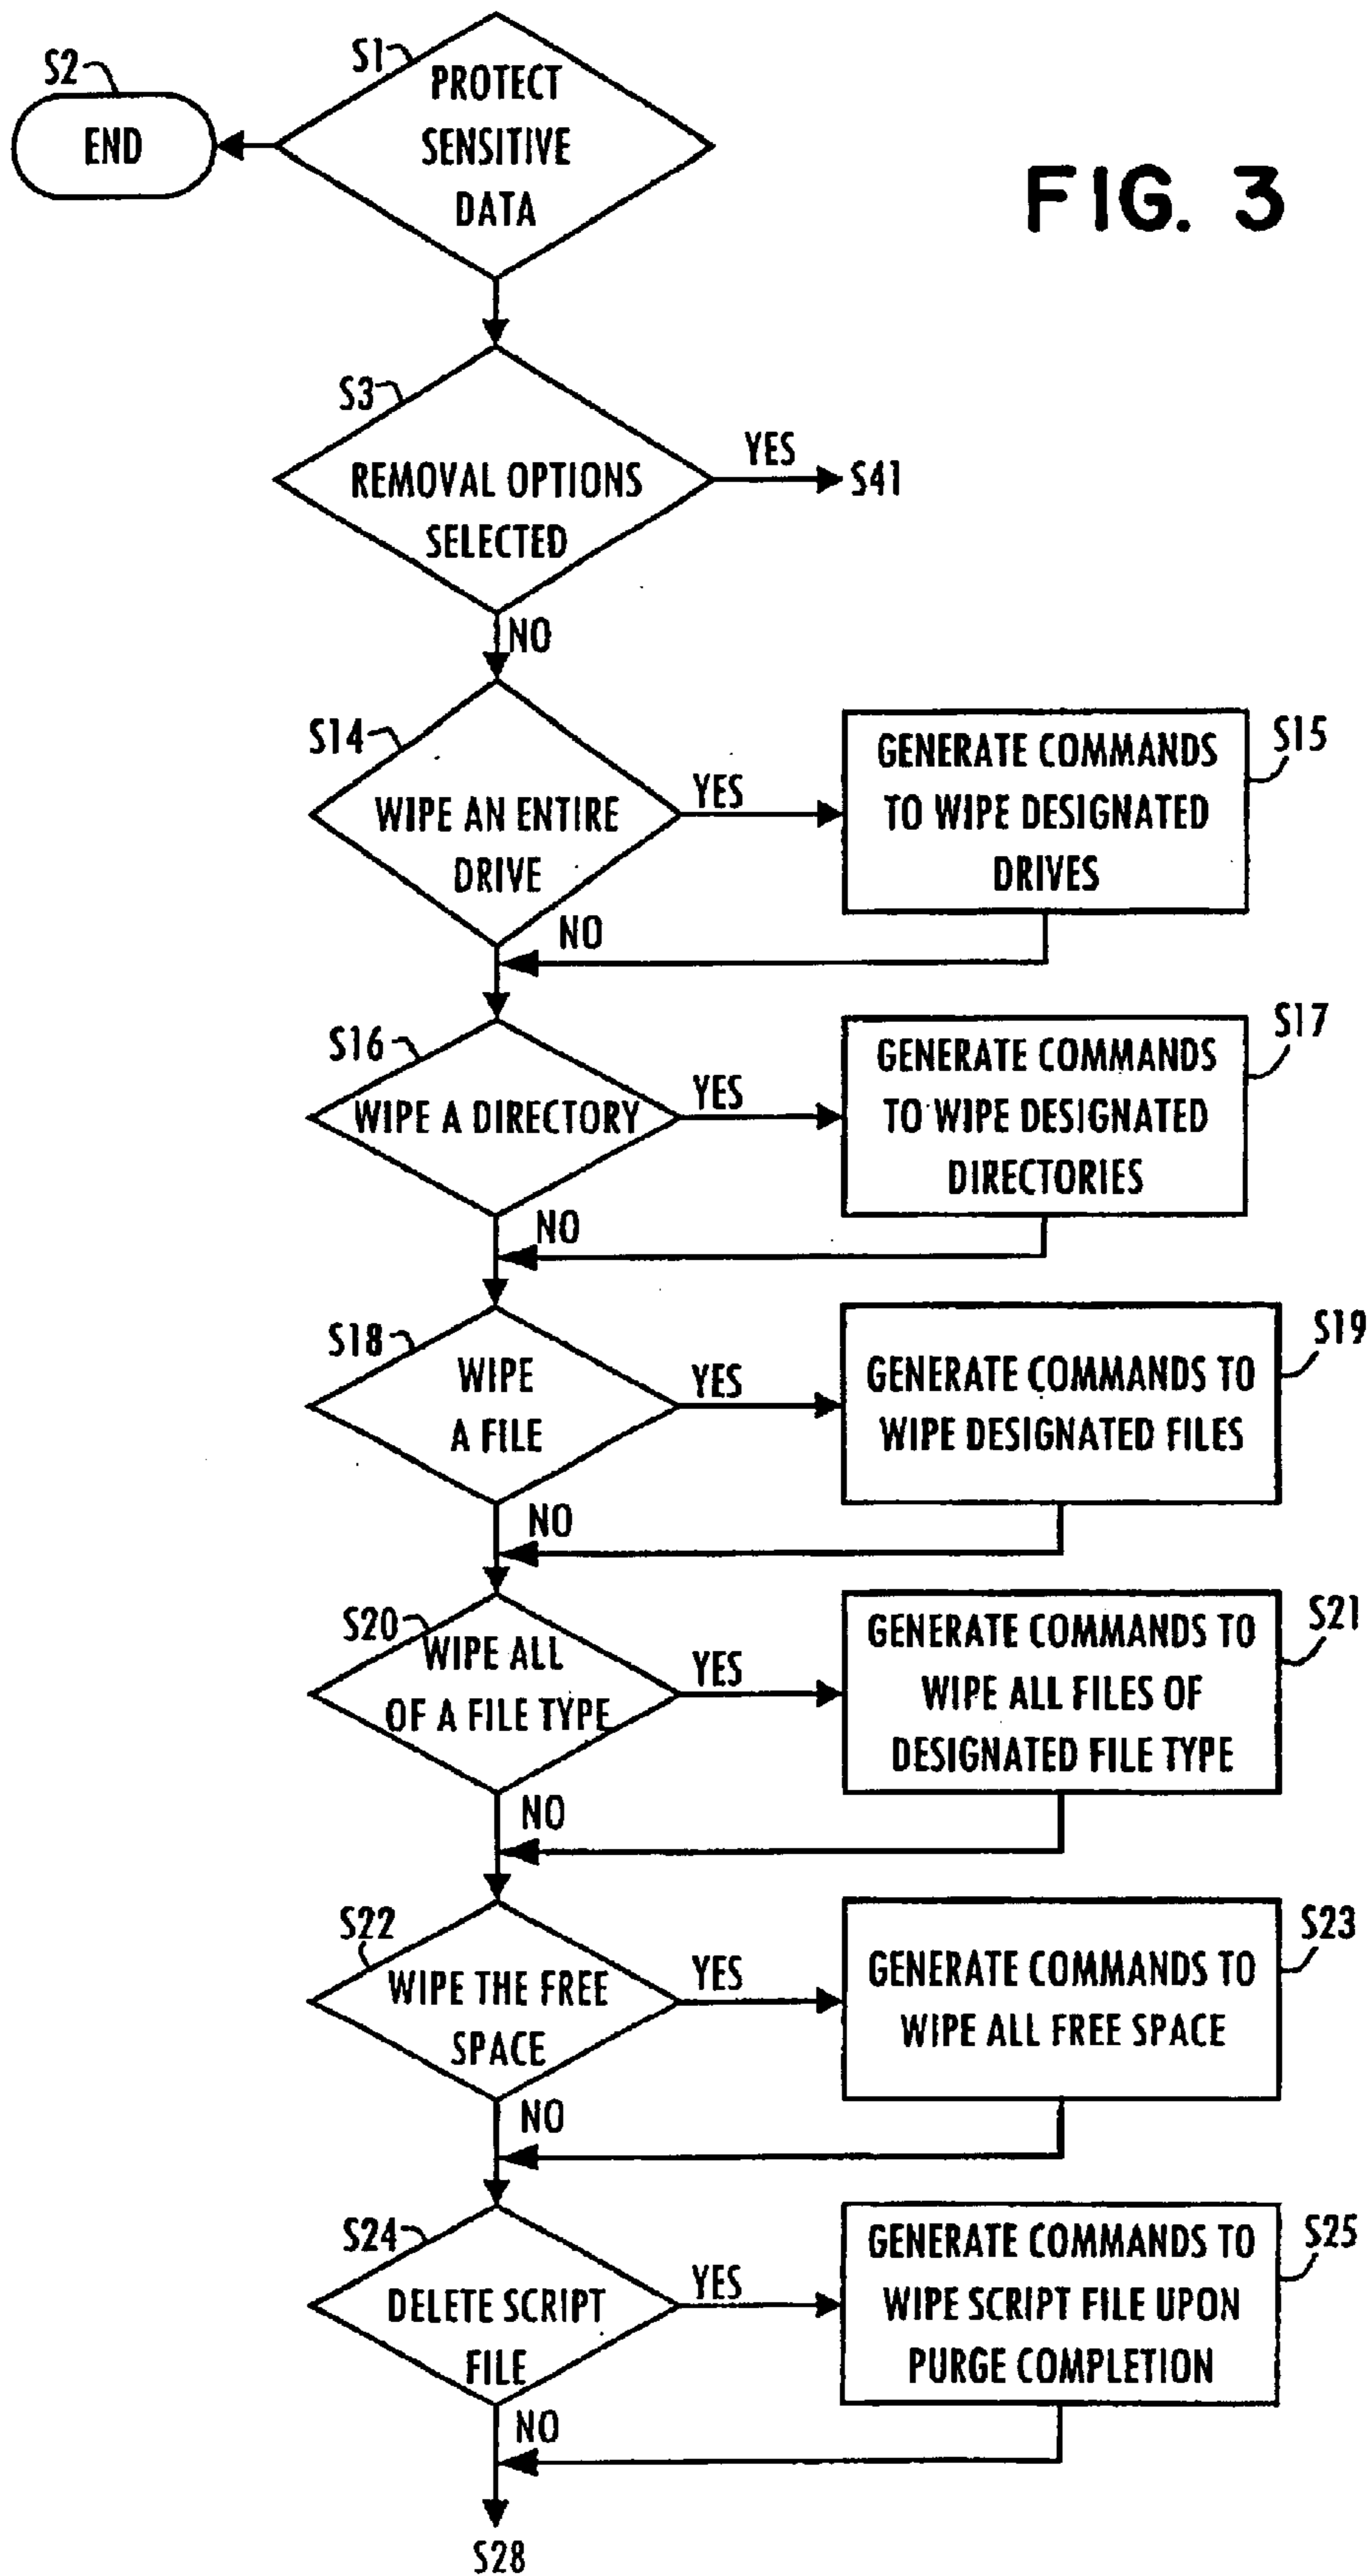 FIG. 3
S1
PROTECT
SENSITIVE
DATA
S2
END
S3
REMOVAL OPTIONS
SELECTED
YES
S41
NO
S14
WIPE AN ENTIRE
DRIVE
YES
GENERATE COMMANDS
TO WIPE DESIGNATED
DRIVES
S15
NO
S16
WIPE A DIRECTORY
YES
GENERATE COMMANDS
TO WIPE DESIGNATED
DIRECTORIES
S17
NO
S18
WIPE
A FILE
YES
GENERATE COMMANDS TO
WIPE DESIGNATED FILES
S19
NO
S20
WIPE ALL
OF A FILE TYPE
YES
GENERATE COMMANDS TO
WIPE ALL FILES OF
DESIGNATED FILE TYPE
S21
NO
S22
WIPE THE FREE
SPACE
YES
GENERATE COMMANDS TO
WIPE ALL FREE SPACE
S23
NO
S24
DELETE SCRIPT
FILE
YES
GENERATE COMMANDS TO
WIPE SCRIPT FILE UPON
PURGE COMPLETION
S25
NO
S28